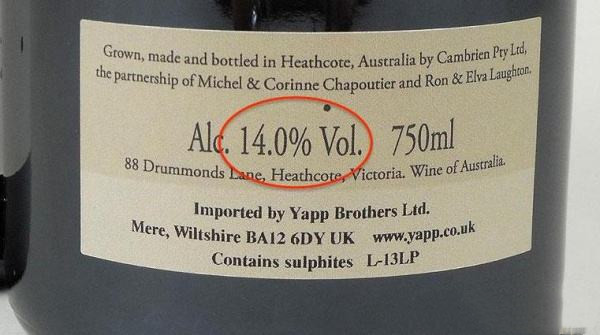 Grown, made and bottled in Heathcote, Australia by Cambrien Pty Ltd,
the partnership of Michel & Corinne Chapoutier and Ron & Elva Laughton.
Alc. 14.0% Vol. 750ml
88 Drummonds Lane, Heathcote, Victoria. Wine of Australia.
Imported by Yapp Brothers Ltd.
Mere, Wiltshire BA12 6DY UK www.yapp.co.uk
Contains sulphites L-13LP